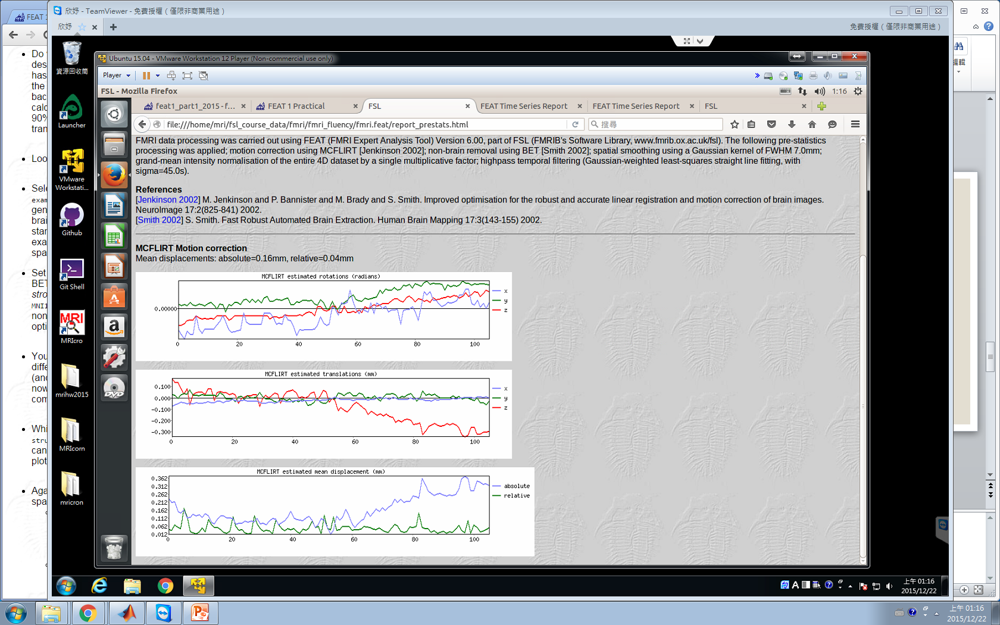 欣妤 - TeamViewer - 免費授權（僅限非商業用途）
FEAT 1
欣妤
免費授權（僅限非商業用途）
Ubuntu 15.04 - VMware Workstation 12 Player (Non-commercial use only)
Player
FSL - Mozilla Firefox
1:16
feat1_part1_2015 - f...
FEAT 1 Practical
FSL
FEAT Time Series Report
FEAT Time Series Report
FSL
file:///home/mri/fsl_course_data/fmri/fmri_fluency/fmri.feat/report_prestats.html
搜尋
FMRI data processing was carried out using FEAT (FMRI Expert Analysis Tool) Version 6.00, part of FSL (FMRIB's Software Library, www.fmrib.ox.ac.uk/fsl). The following pre-statistics
processing was applied; motion correction using MCFLIRT [Jenkinson 2002]; non-brain removal using BET [Smith 2002]; spatial smoothing using a Gaussian kernel of FWHM 7.0mm;
grand-mean intensity normalisation of the entire 4D dataset by a single multiplicative factor; highpass temporal filtering (Gaussian-weighted least-squares straight line fitting, with
sigma=45.0s).
References
[Jenkinson 2002] M. Jenkinson and P. Bannister and M. Brady and S. Smith. Improved optimisation for the robust and accurate linear registration and motion correction of brain images.
NeuroImage 17:2(825-841) 2002.
[Smith 2002] S. Smith. Fast Robust Automated Brain Extraction. Human Brain Mapping 17:3(143-155) 2002.
MCFLIRT Motion correction
Mean displacements: absolute=0.16mm, relative=0.04mm
MCFLIRT estimated rotations (radians)
x
y
z
0.00000
0 20 40 60 80 100
MCFLIRT estimated translations (mm)
x
y
z
0.100
0.000
-0.100
-0.200
-0.300
0 20 40 60 80 100
MCFLIRT estimated mean displacement (mm)
absolute
relative
0.362
0.312
0.262
0.212
0.162
0.112
0.062
0.012
0 20 40 60 80 100
資源回收筒
Launcher
VMware
Workstati...
Github
Git Shell
MRI
MRIcro
mrihw2015
MRIcorn
mricron
DVD
Do
des
has
the
bac
calc
90%
tran
Loo
Sele
exam
gen
brai
star
exa
spa
Set
BET
stro
MNI1
non
opti
You
diffe
(and
now
com
Whi
stru
can
plot
Aga
spa
編輯
A
上午 01:16
2015/12/22
上午 01:16
2015/12/22